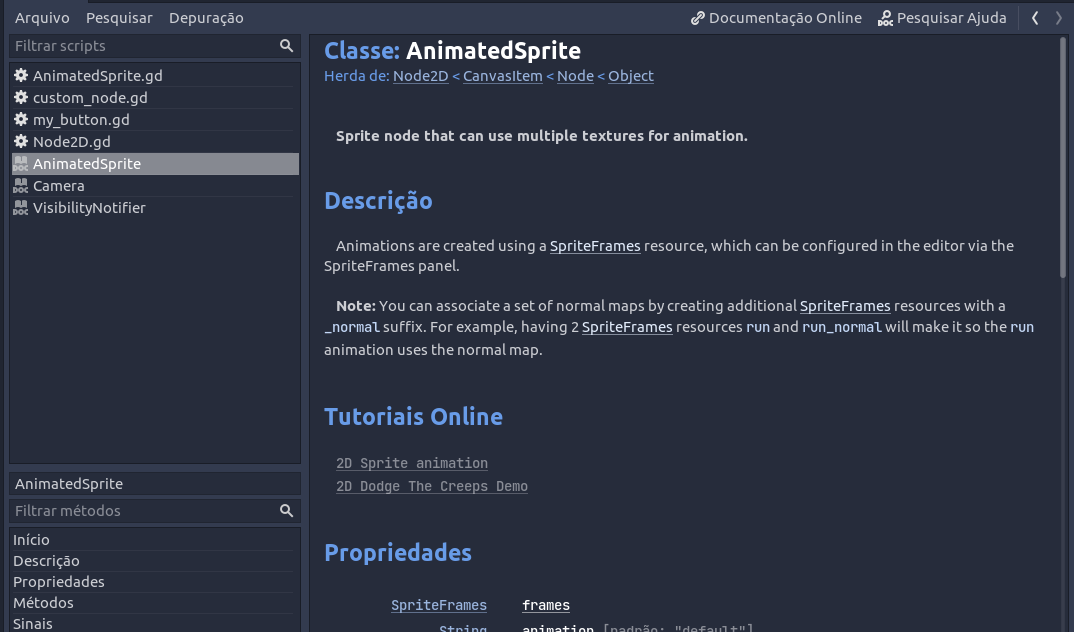 Arquivo Pesquisar Depuração Documentação Online Pesquisar Ajuda
Filtrar scripts
AnimatedSprite.gd
custom_node.gd
my_button.gd
Node2D.gd
DOC AnimatedSprite
DOC Camera
DOC VisibilityNotifier
AnimatedSprite
Filtrar métodos
Início
Descrição
Propriedades
Métodos
Sinais
Classe: AnimatedSprite
Herda de: Node2D < CanvasItem < Node < Object
Sprite node that can use multiple textures for animation.
Descrição
Animations are created using a SpriteFrames resource, which can be configured in the editor via the
SpriteFrames panel.
Note: You can associate a set of normal maps by creating additional SpriteFrames resources with a
_normal suffix. For example, having 2 SpriteFrames resources run and run_normal will make it so the run
animation uses the normal map.
Tutoriais Online
2D Sprite animation
2D Dodge The Creeps Demo
Propriedades
SpriteFrames frames
String animation [padrão: "default"]